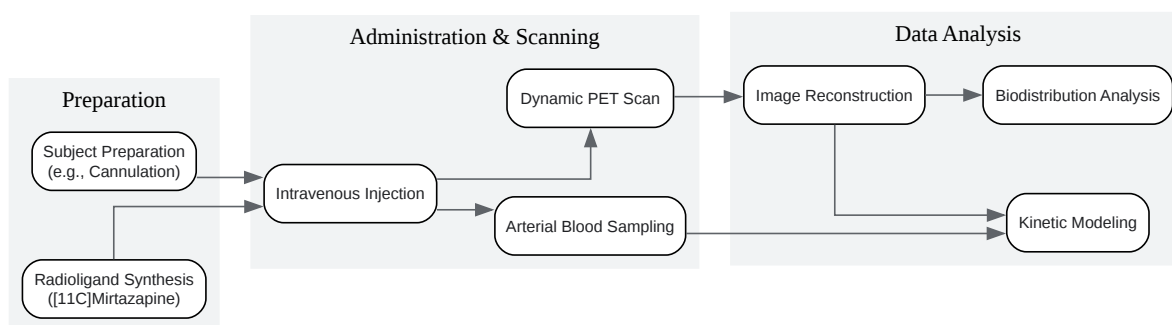 Preparation
Subject Preparation
(e.g., Cannulation)
Radioligand Synthesis
([11C]Mirtazapine)
Administration & Scanning
Dynamic PET Scan
Intravenous Injection
Arterial Blood Sampling
Data Analysis
Image Reconstruction
Biodistribution Analysis
Kinetic Modeling